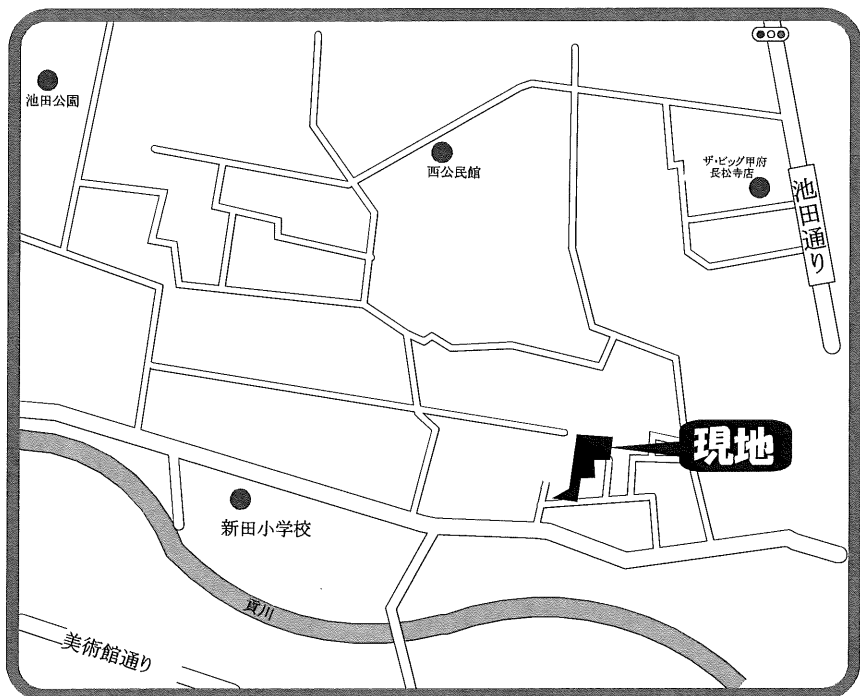 池田公園
西公民館
ザ・ビッグ甲府
長松寺店
池田通り
現地
新田小学校
貢川
美術館通り